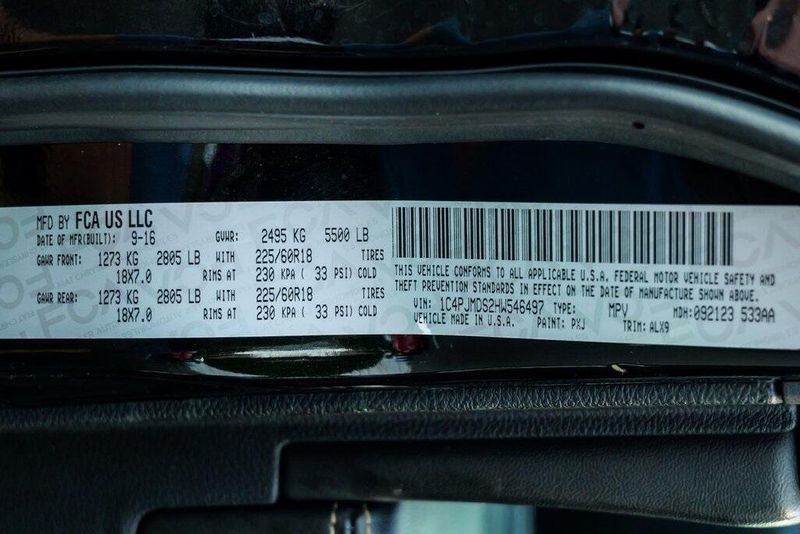 MFD BY FCA US LLC
DATE OF MFR(BUILT): 9-16 GVWR: 2495 KG 5500 LB
GAWR FRONT: 1273 KG 2805 LB WITH 225/60R18 TIRES
18X7.0 RIMS AT 230 KPA ( 33 PSI) COLD
GAWR REAR: 1273 KG 2805 LB WITH 225/60R18 TIRES
18X7.0 RIMS AT 230 KPA ( 33 PSI) COLD
THIS VEHICLE CONFORMS TO ALL APPLICABLE U.S.A. FEDERAL MOTOR VEHICLE SAFETY AND
THEFT PREVENTION STANDARDS IN EFFECT ON THE DATE OF MANUFACTURE SHOWN ABOVE.
VIN: 1C4PJMDS2HW546497 TYPE: MPV MDH: 092123 533AA
VEHICLE MADE IN U.S.A. PAINT: PXJ TRIM: ALX9